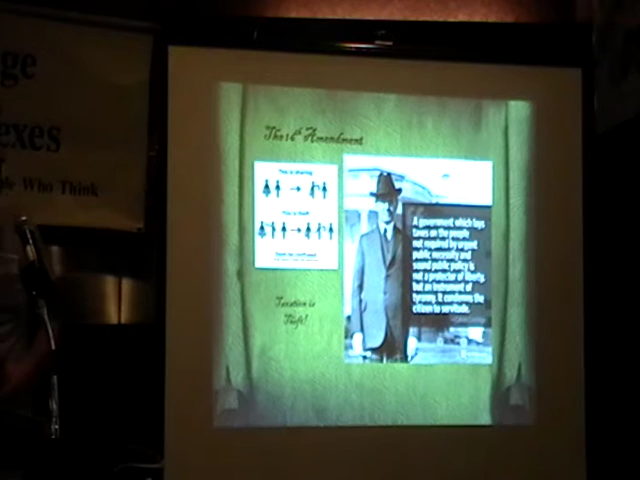 ge
exes
le Who Think
The 16th Amendment
This is sharing
This is theft
Taxation is
Theft!
A government which lays
taxes on the people
not required by urgent
public necessity and
sound public policy is
not a protector of liberty,
but an instrument of
tyranny. It condemns the
citizen to servitude.